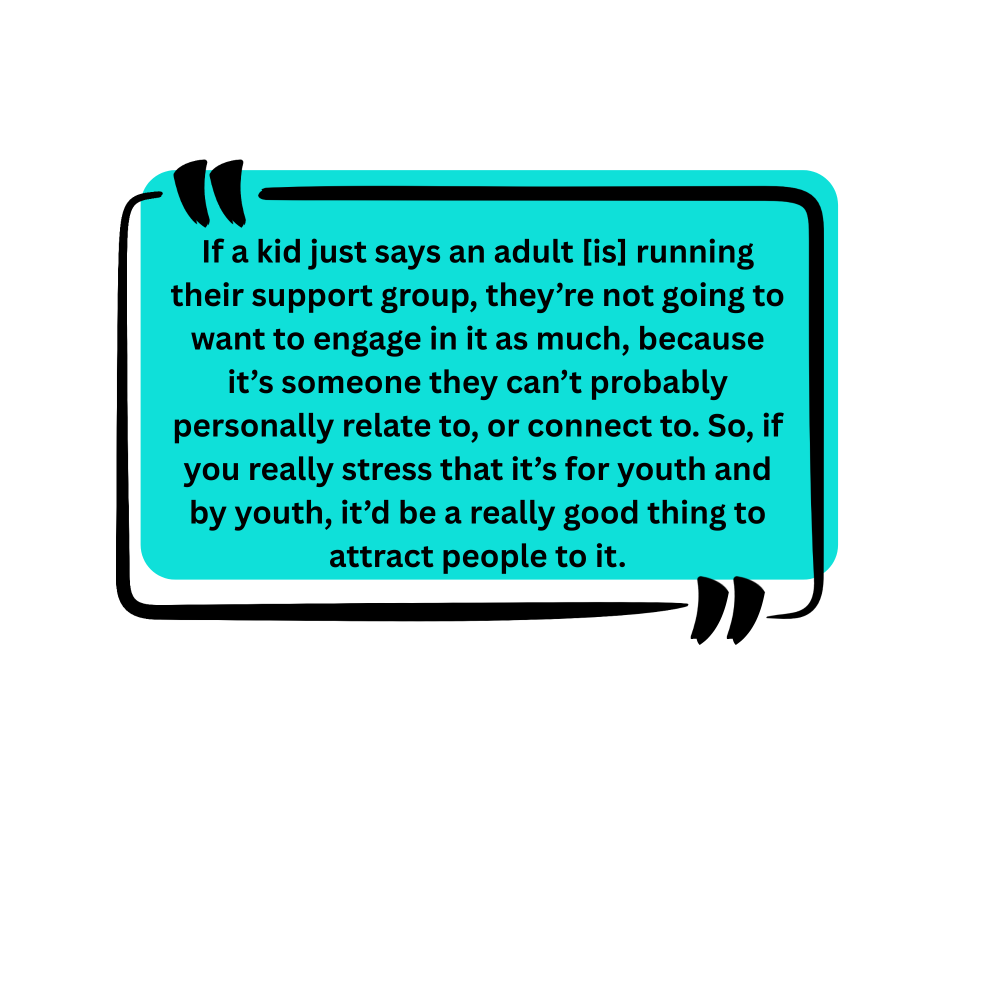 If a kid just says an adult [is] running
their support group, they’re not going to
want to engage in it as much, because
it’s someone they can’t probably
personally relate to, or connect to. So, if
you really stress that it’s for youth and
by youth, it’d be a really good thing to
attract people to it.